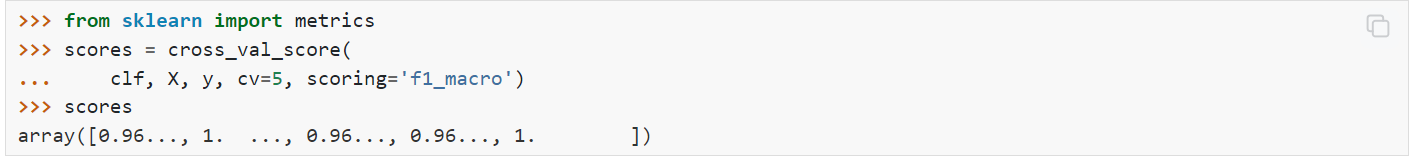 >>> from sklearn import metrics
>>> scores = cross_val_score(
...     clf, X, y, cv=5, scoring='f1_macro')
>>> scores
array([0.96..., 1.  ..., 0.96..., 0.96..., 1.        ])